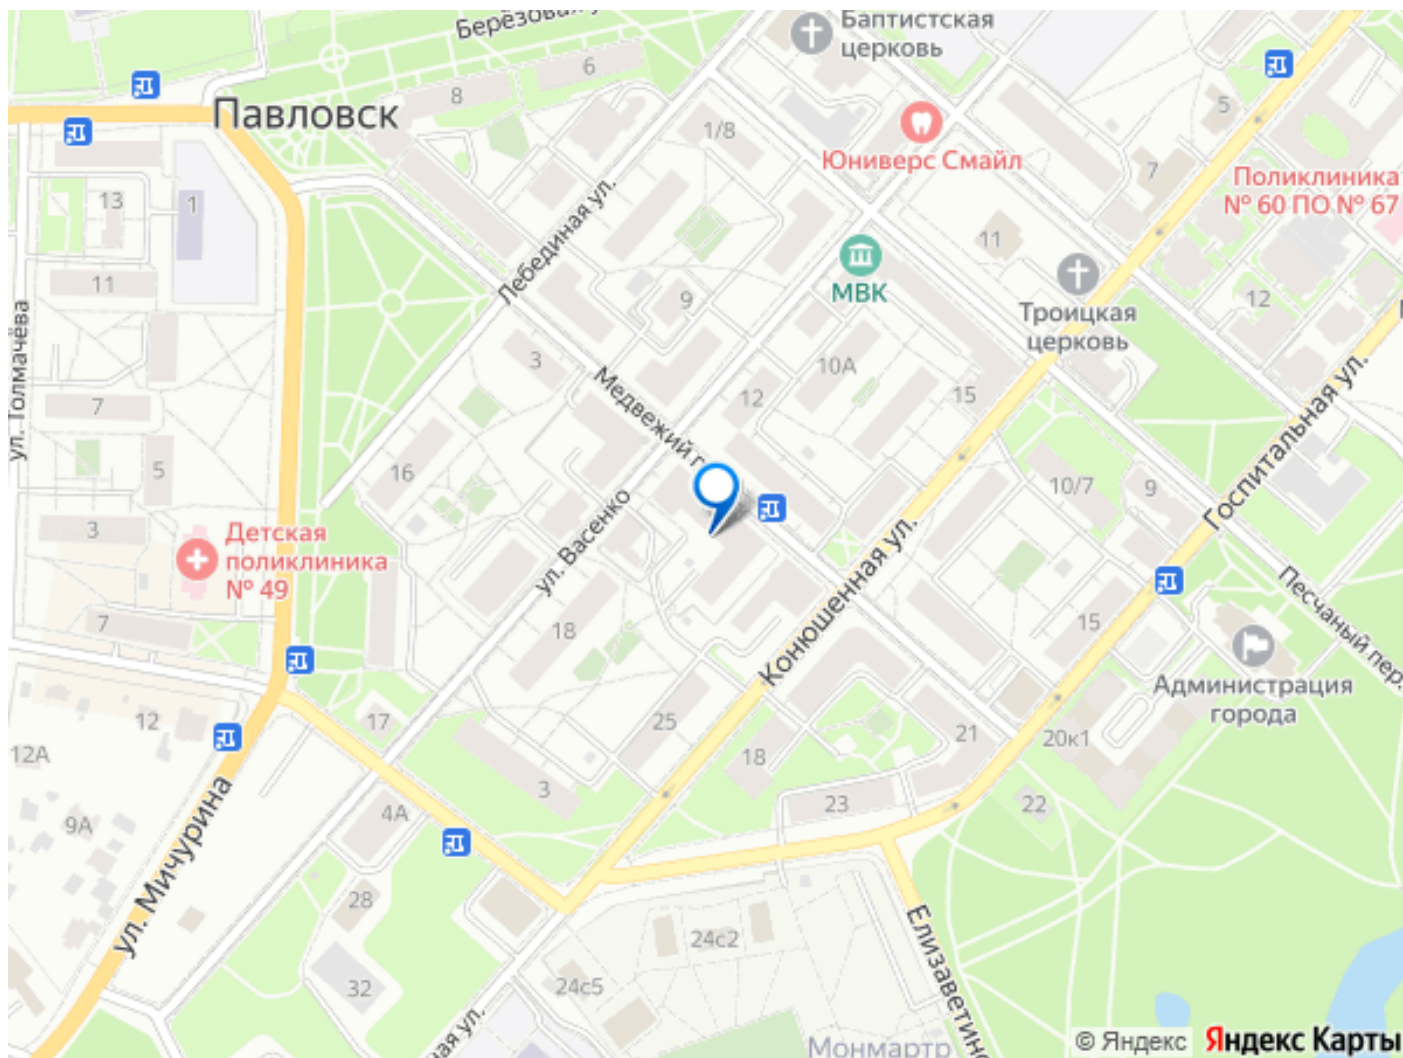 Берёзовая у
Баптистская
церковь
6
8
5
Павловск
1/8
Юниверс Смайл
7
Поликлиника
№ 60 ПО № 67
13
1
Лебединая ул.
11
МВК
Троицкая
церковь
12
11
9
ул. Толмачёва
3
10А
Медвежий п
12
15
7
Госпитальная ул.
5
16
10/7
9
3
Детская
поликлиника
№ 49
ул. Васенко
Конюшенная ул.
Песчаный пер.
7
18
15
Администрация
города
17
12
25
21
20к1
12А
18
3
23
22
9А
4А
ул. Мичурина
28
24с2
Елизаветинс
32
24с5
ная ул.
Монмартр
© Яндекс
Яндекс Карты